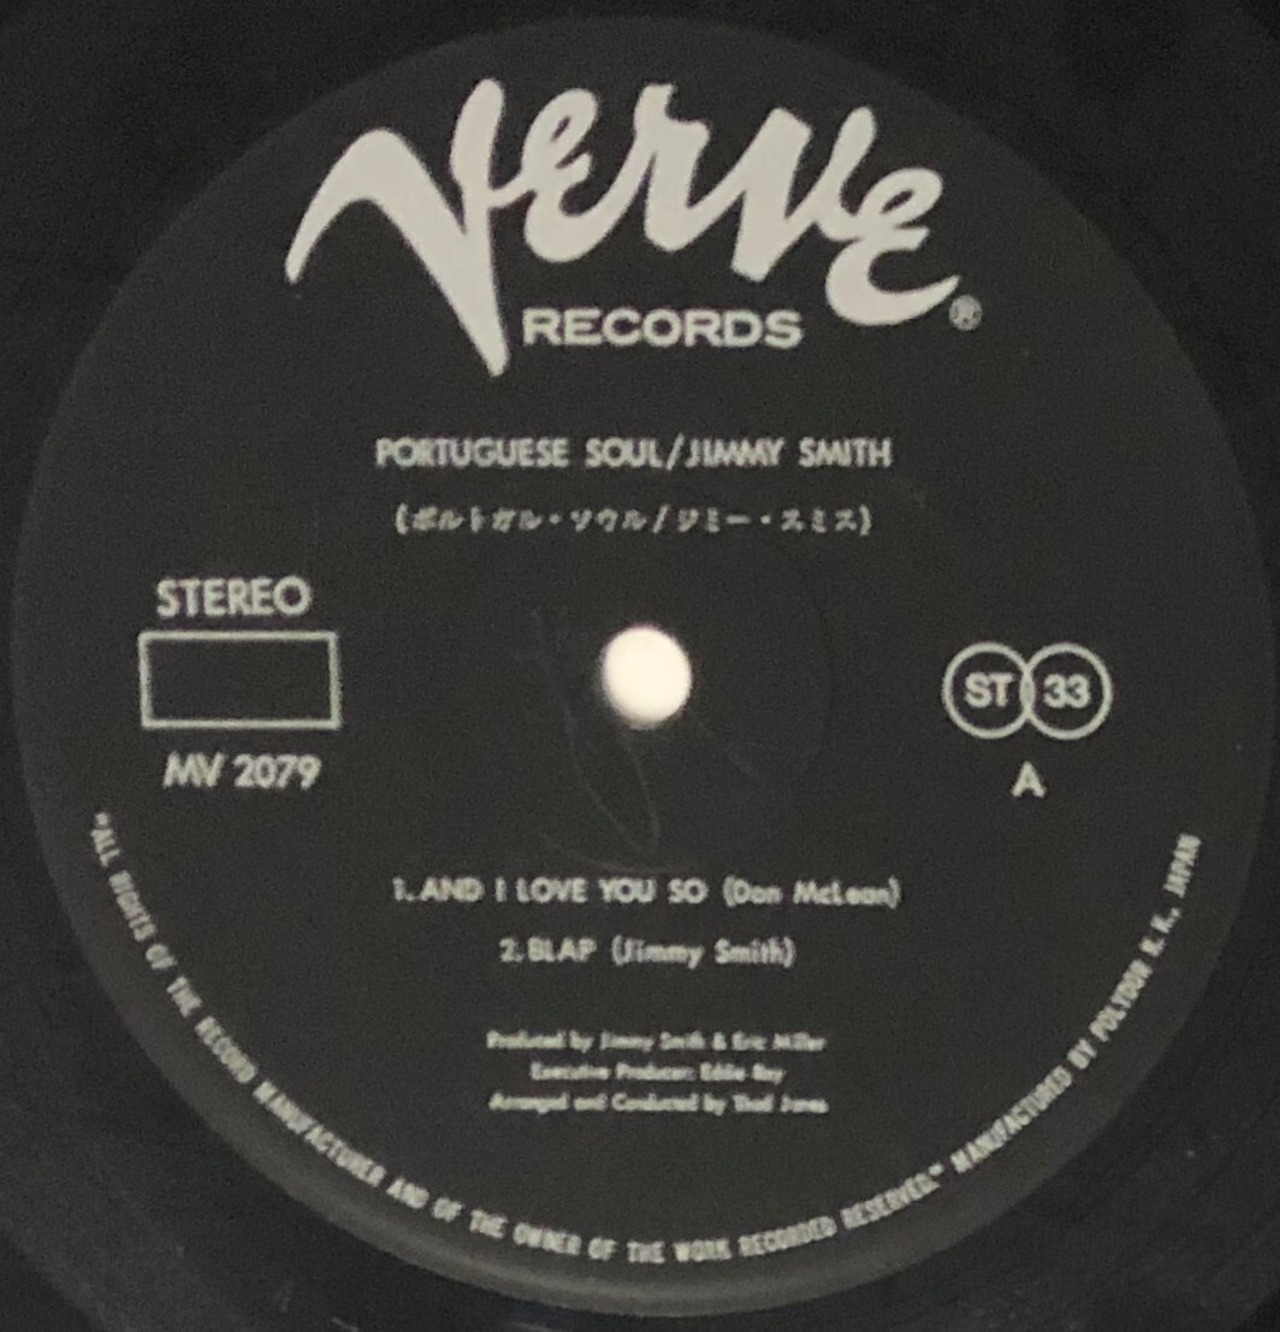 Verve
RECORDS
®
PORTUGUESE SOUL/JIMMY SMITH
(ポルトガル・ソウル/ジミー・スミス)
STEREO
MV 2079
ST 33
A
1. AND I LOVE YOU SO (Don McLean)
2. BLAP (Jimmy Smith)
Produced by Jimmy Smith & Eric Miller
Executive Producer: Eddie Ray
Arranged and Conducted by Thad Jones
"ALL RIGHTS OF THE RECORD MANUFACTURER AND OF THE OWNER OF THE WORK RECORDED RESERVED." MANUFACTURED BY POLYDOR K. K., JAPAN